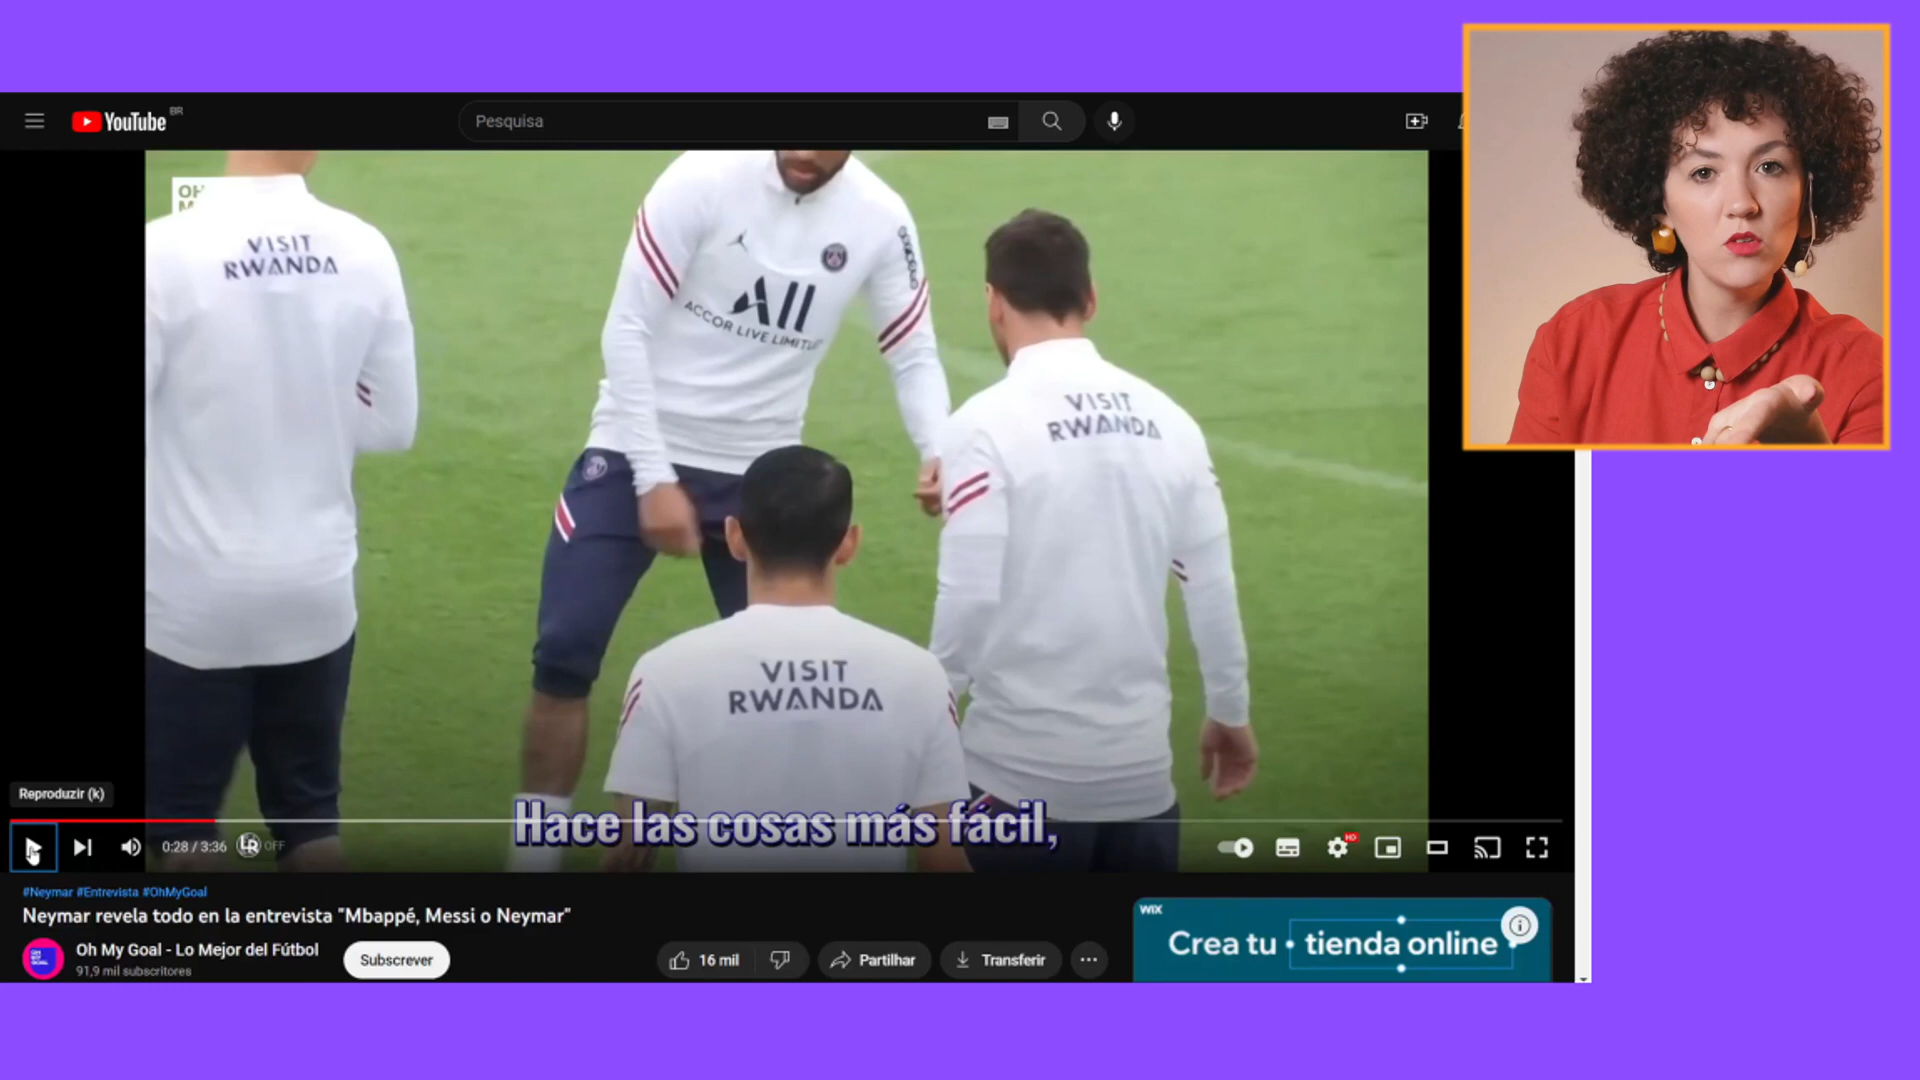 YouTube BR
Pesquisa
OH
M
VISIT
RWANDA
All
ACCOR LIVE LIMITL
VISIT
RWANDA
VISIT
RWANDA
Hace las cosas más fácil,
Reproduzir (k)
0:28 / 3:36
LR OFF
HD
#Neymar #Entrevista #OhMyGoal
Neymar revela todo en la entrevista "Mbappé, Messi o Neymar"
Oh My Goal - Lo Mejor del Fútbol
91,9 mil subscritores
Subscrever
16 mil
Partilhar
Transferir
WIX
Crea tu tienda online